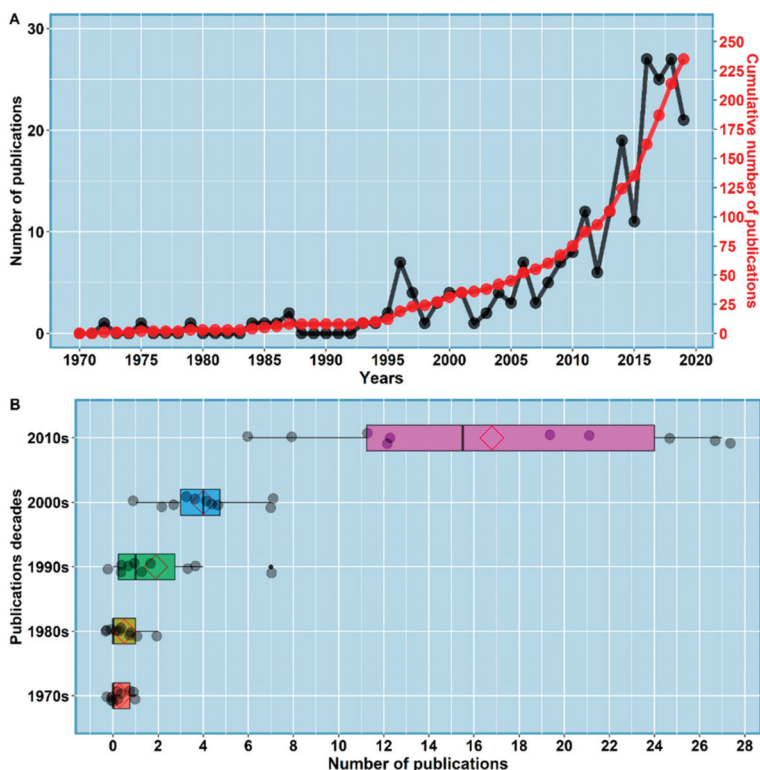 A
30
20
10
0
Number of publications
250
225
200
175
150
125
100
75
50
25
0
Cumulative number of
publications
1970 1975 1980 1985 1990 1995 2000 2005 2010 2015 2020
Years
B
2010s
2000s
1990s
1980s
1970s
Publications decades
0 2 4 6 8 10 12 14 16 18 20 22 24 26 28
Number of publications